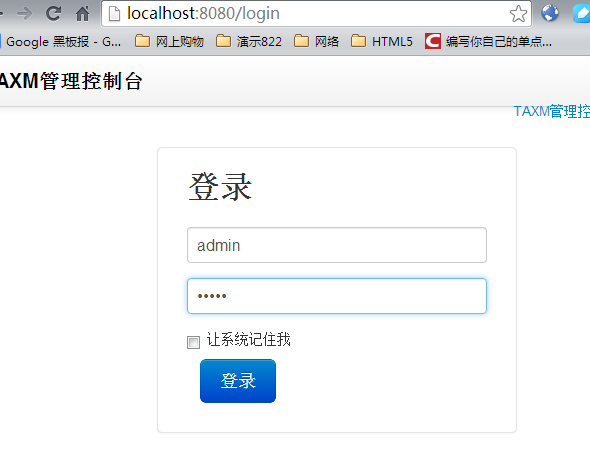 localhost:8080/login
Google 黑板报 - G... 网上购物 演示822 网络 HTML5 编写你自己的单点...
AXM管理控制台
TAXM管理控
登录
admin
•••••
让系统记住我
登录